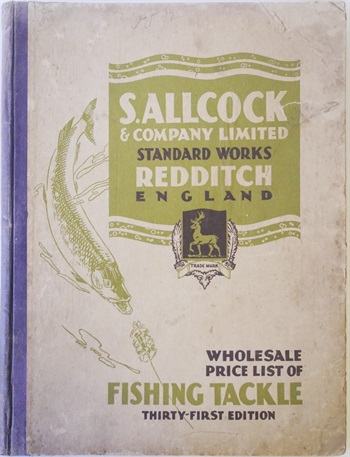 S. ALLCOCK
& COMPANY LIMITED
STANDARD WORKS
REDDITCH
ENGLAND
TRADE MARK
WHOLESALE
PRICE LIST OF
FISHING TACKLE
THIRTY-FIRST EDITION